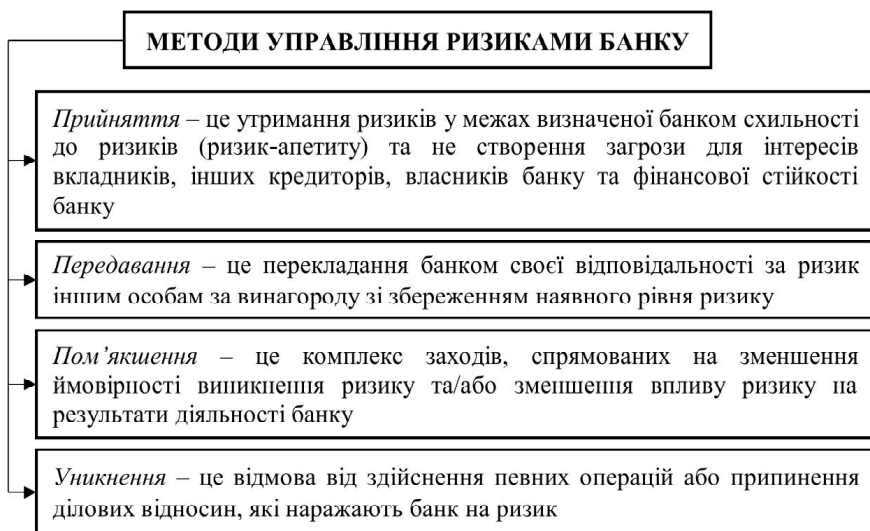 МЕТОДИ УПРАВЛІННЯ РИЗИКАМИ БАНКУ
Прийняття – це утримання ризиків у межах визначеної банком схильності
до ризиків (ризик-апетиту) та не створення загрози для інтересів
вкладників, інших кредиторів, власників банку та фінансової стійкості
банку
Передавання – це перекладання банком своєї відповідальності за ризик
іншим особам за винагороду зі збереженням наявного рівня ризику
Пом’якшення – це комплекс заходів, спрямованих на зменшення
ймовірності виникнення ризику та/або зменшення впливу ризику на
результати діяльності банку
Уникнення – це відмова від здійснення певних операцій або припинення
ділових відносин, які наражають банк на ризик